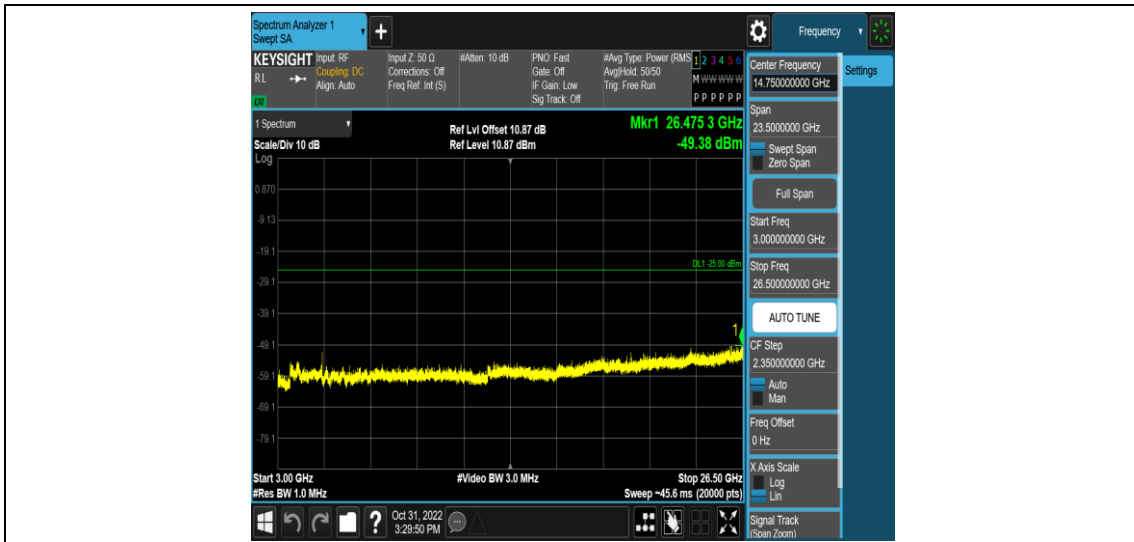 Spectrum Analyzer 1
Swept SA
+
Frequency
KEYSIGHT
RL
LNI
Input: RF
Coupling: DC
Align: Auto
Input Z: 50 Ω
Corrections: Off
Freq Ref: Int (S)
#Atten: 10 dB
PNO: Fast
Gate: Off
IF Gain: Low
Sig Track: Off
#Avg Type: Power (RMS
Avg|Hold: 50/50
Trig: Free Run
1 2 3 4 5 6
M W W W W W
P P P P P P
1 Spectrum
Scale/Div 10 dB
Log
Ref Lvl Offset 10.87 dB
Ref Level 10.87 dBm
Mkr1 26.475 3 GHz
-49.38 dBm
0.870
-9.13
-19.1
DL1 -25.00 dBm
-29.1
-39.1
1
-49.1
-59.1
-69.1
-79.1
Start 3.00 GHz
#Res BW 1.0 MHz
#Video BW 3.0 MHz
Stop 26.50 GHz
Sweep ~45.6 ms (20000 pts)
Center Frequency
14.750000000 GHz
Settings
Span
23.5000000 GHz
Swept Span
Zero Span
Full Span
Start Freq
3.000000000 GHz
Stop Freq
26.500000000 GHz
AUTO TUNE
CF Step
2.350000000 GHz
Auto
Man
Freq Offset
0 Hz
X Axis Scale
Log
Lin
Signal Track
(Span Zoom)
?
Oct 31, 2022
3:29:50 PM